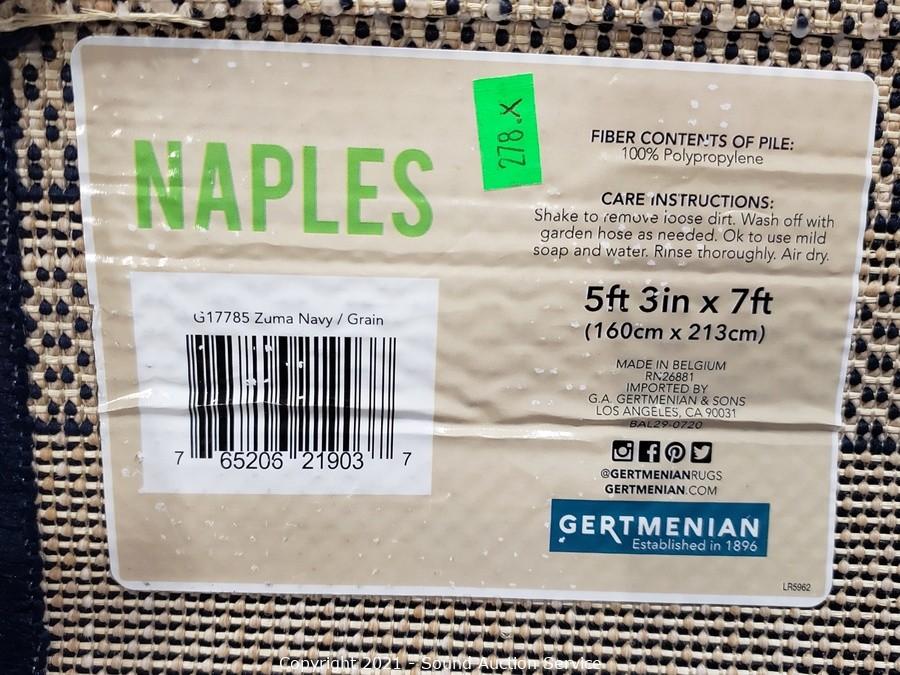 NAPLES
278.X
FIBER CONTENTS OF PILE:
100% Polypropylene
CARE INSTRUCTIONS:
Shake to remove loose dirt. Wash off with
garden hose as needed. Ok to use mild
soap and water. Rinse thoroughly. Air dry.
5ft 3in x 7ft
(160cm x 213cm)
MADE IN BELGIUM
RN26881
IMPORTED BY
G.A. GERTMENIAN & SONS
LOS ANGELES, CA 90031
BAL29-0720
@GERTMENIANRUGS
GERTMENIAN.COM
GERTMENIAN
Established in 1896
LR5962
G17785 Zuma Navy / Grain
7 65206 21903 7
Copyright 2021 - Sound Auction Service